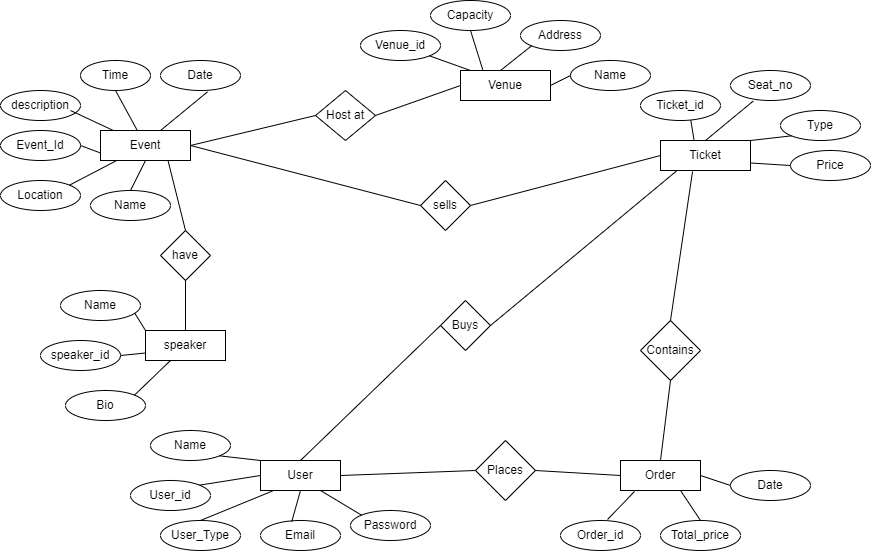 Capacity
Venue_id
Address
Time
Date
Venue
Name
description
Host at
Ticket_id
Seat_no
Event_Id
Event
Type
Ticket
Price
Location
Name
sells
have
Name
Buys
speaker
speaker_id
Contains
Bio
Name
User
Places
Order
User_id
Date
User_Type
Email
Password
Order_id
Total_price